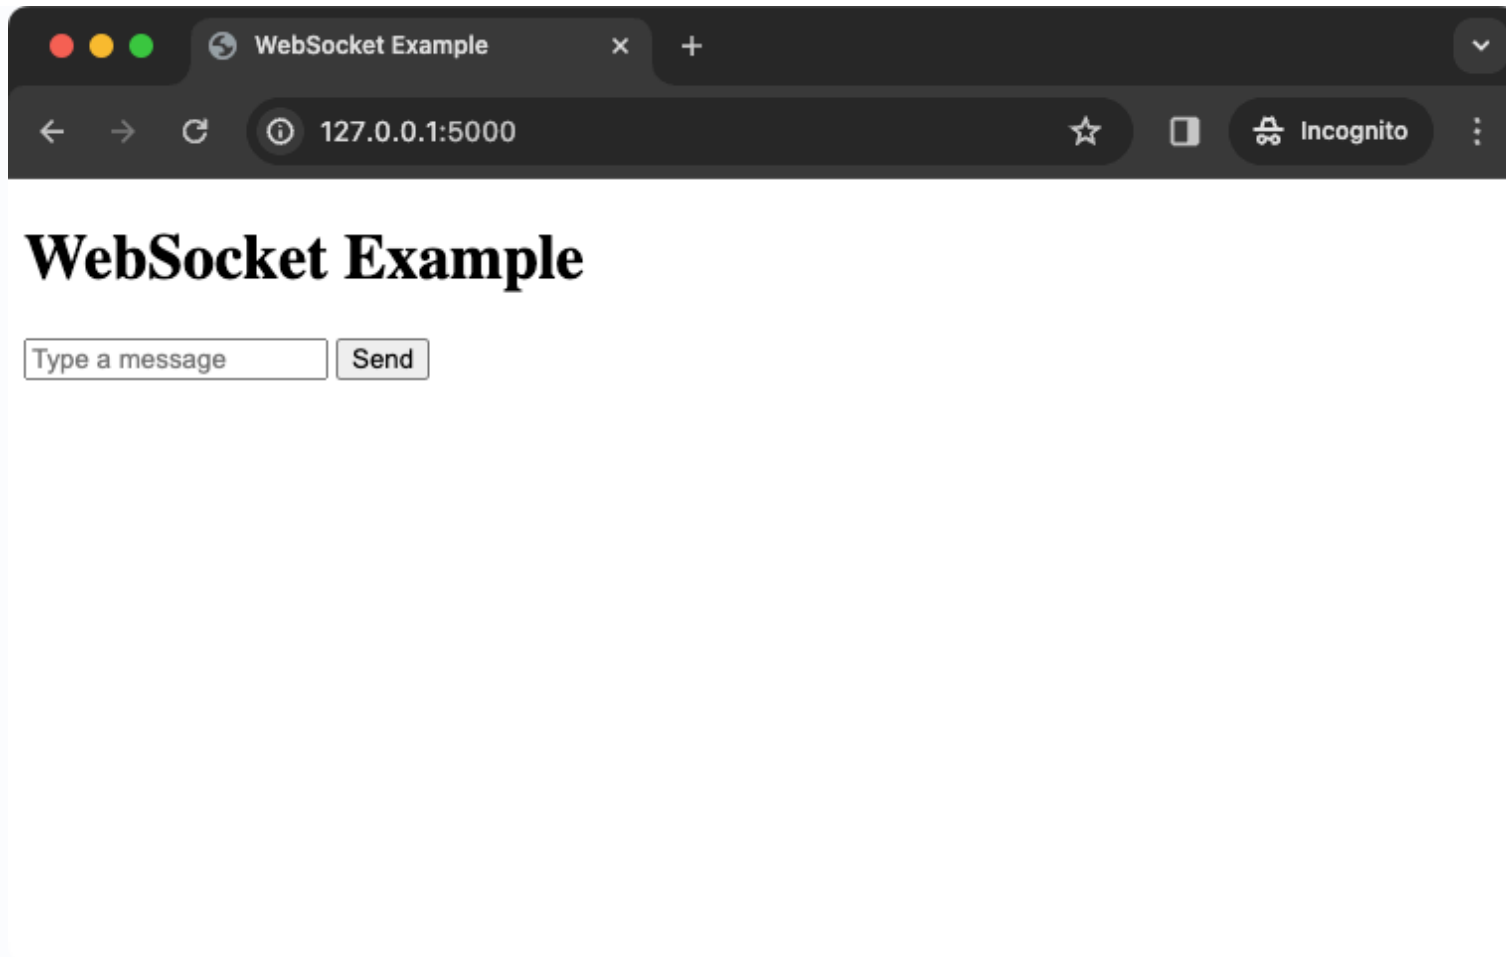 WebSocket Example
127.0.0.1:5000
Incognito
WebSocket Example
Type a message
Send